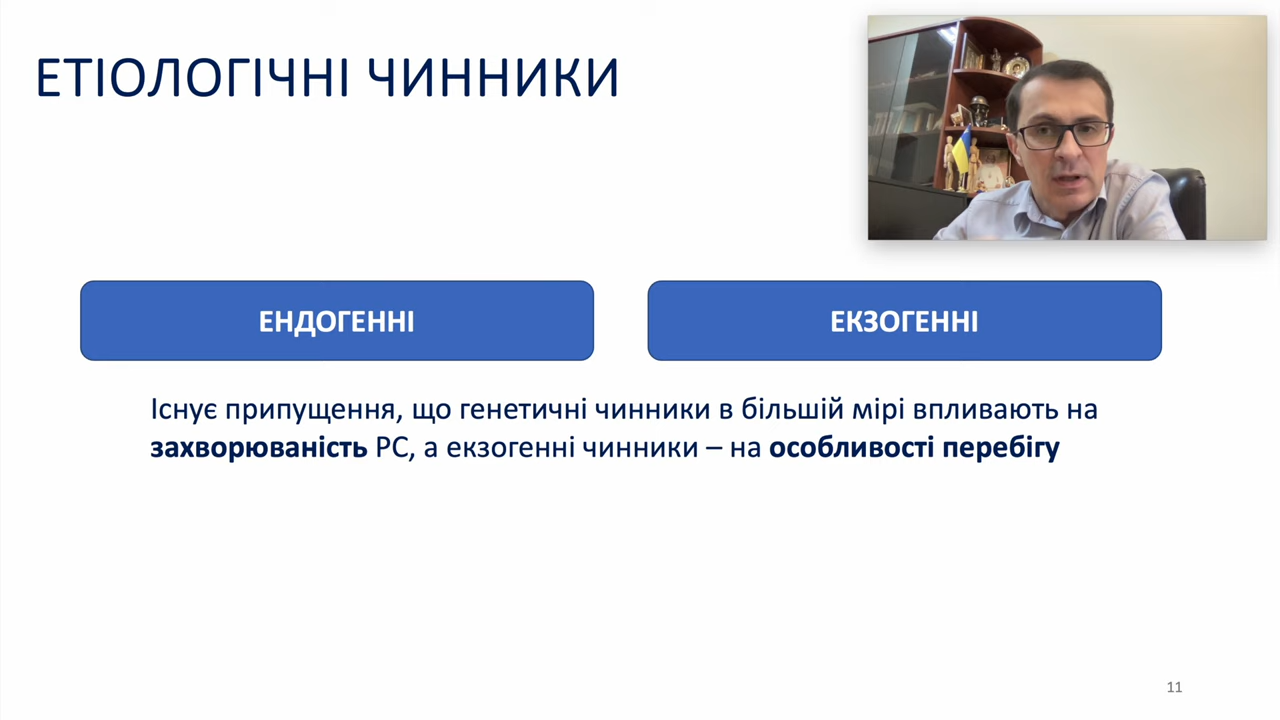 ЕТІОЛОГІЧНІ ЧИННИКИ
ЕНДОГЕННІ
ЕКЗОГЕННІ
Існує припущення, що генетичні чинники в більшій мірі впливають на
захворюваність РС, а екзогенні чинники – на особливості перебігу
11